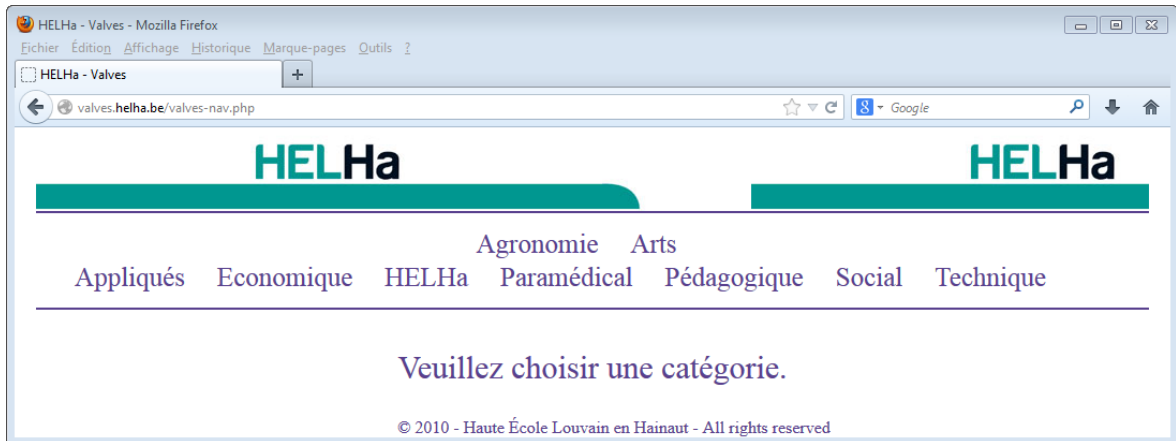 HELHa - Valves - Mozilla Firefox
Fichier Édition Affichage Historique Marque-pages Outils ?
HELHa - Valves +
valves.helha.be/valves-nav.php 8 Google
HELHa HELHa
Agronomie Arts
Appliqués Economique HELHa Paramédical Pédagogique Social Technique
Veuillez choisir une catégorie.
© 2010 - Haute École Louvain en Hainaut - All rights reserved